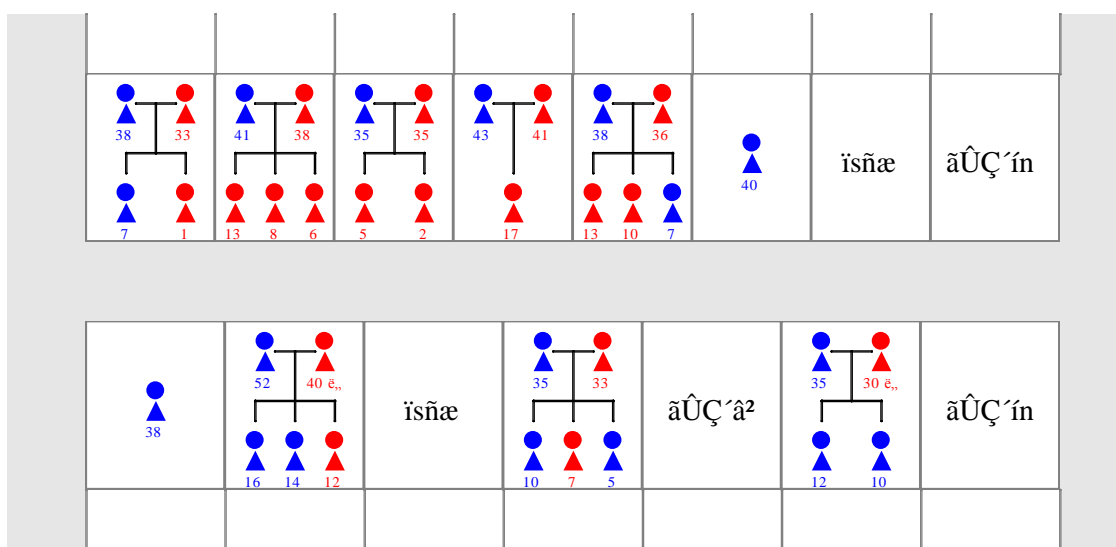 38 33 41 38 35 35 43 41 38 36
40 ïsñæ ãÛÇ´ín
7 1 13 8 6 5 2 17 13 10 7
52 40 ë„ 35 33 35 30 ë„
38 ïsñæ ãÛÇ´â² ãÛÇ´ín
16 14 12 10 7 5 12 10